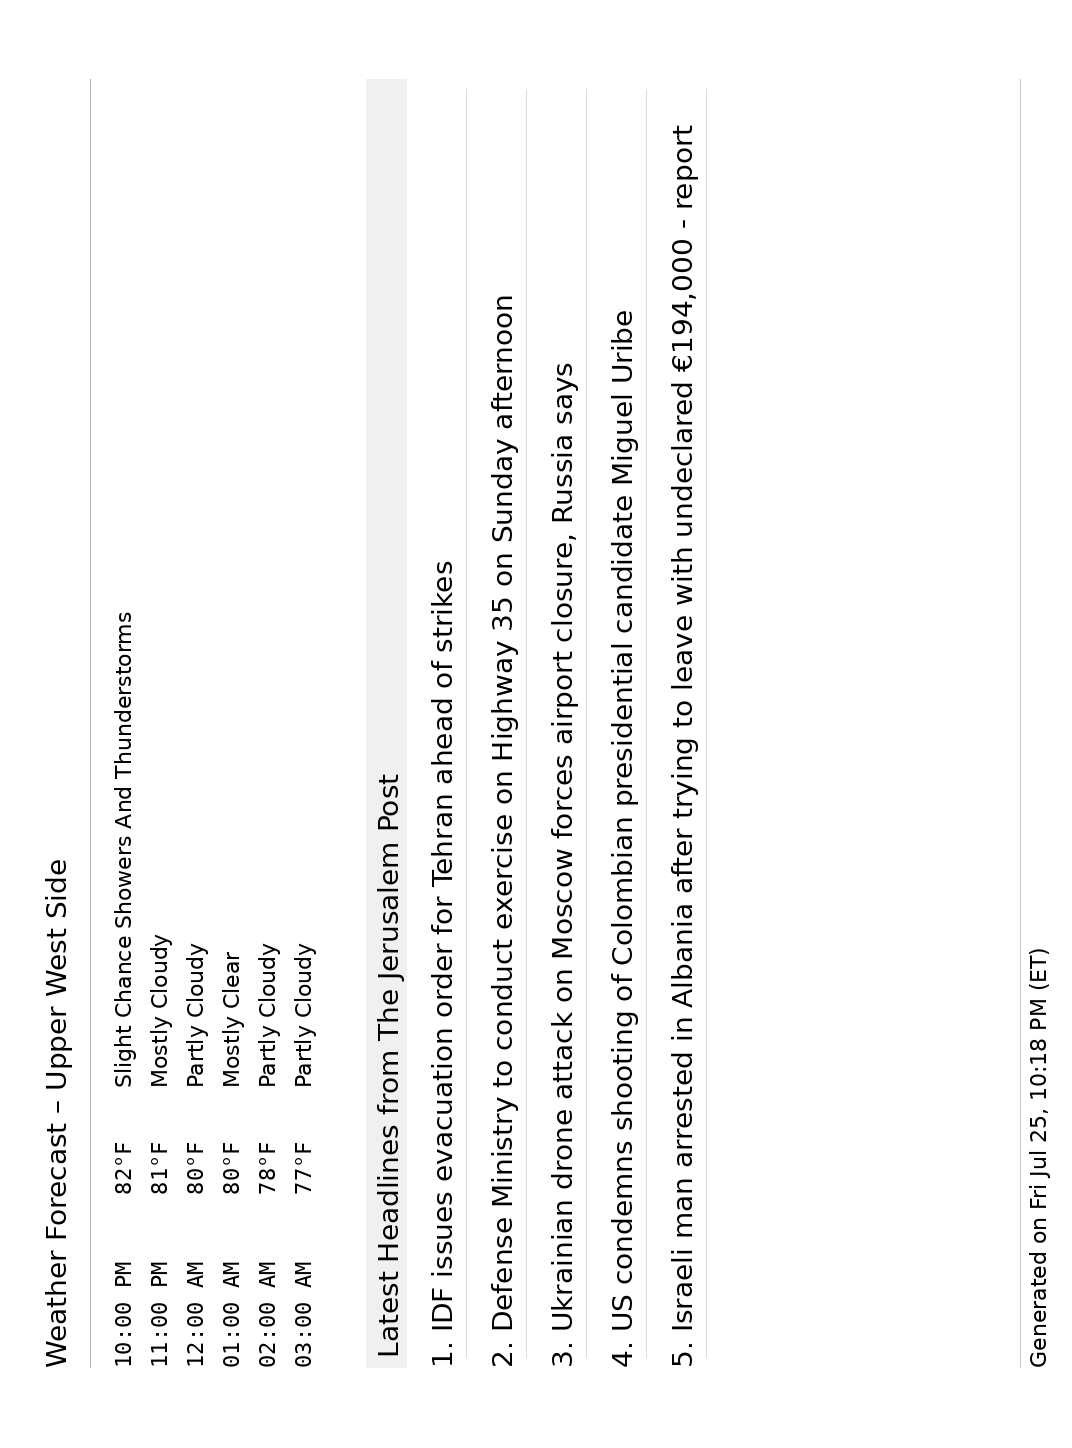 Weather Forecast – Upper West Side
10:00 PM 82°F Slight Chance Showers And Thunderstorms
11:00 PM 81°F Mostly Cloudy
12:00 AM 80°F Partly Cloudy
01:00 AM 80°F Mostly Clear
02:00 AM 78°F Partly Cloudy
03:00 AM 77°F Partly Cloudy
Latest Headlines from The Jerusalem Post
1. IDF issues evacuation order for Tehran ahead of strikes
2. Defense Ministry to conduct exercise on Highway 35 on Sunday afternoon
3. Ukrainian drone attack on Moscow forces airport closure, Russia says
4. US condemns shooting of Colombian presidential candidate Miguel Uribe
5. Israeli man arrested in Albania after trying to leave with undeclared €194,000 - report
Generated on Fri Jul 25, 10:18 PM (ET)